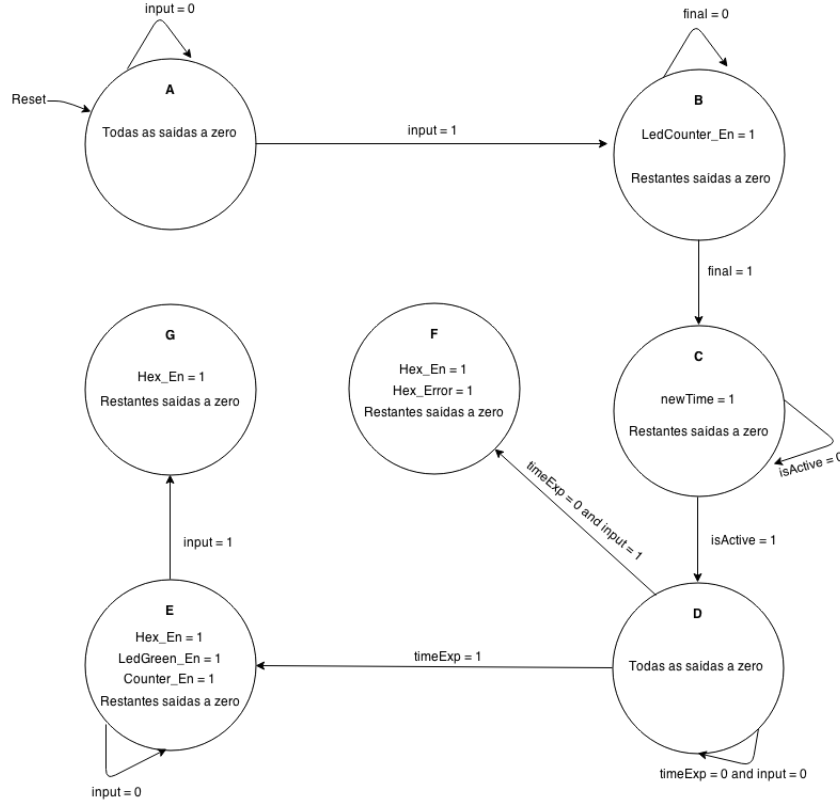 input = 0
final = 0
Reset
A
Todas as saidas a zero
input = 1
B
LedCounter_En = 1
Restantes saidas a zero
final = 1
G
Hex_En = 1
Restantes saidas a zero
F
Hex_En = 1
Hex_Error = 1
Restantes saidas a zero
C
newTime = 1
Restantes saidas a zero
isActive = 0
timeExp = 0 and input = 1
input = 1
isActive = 1
E
Hex_En = 1
LedGreen_En = 1
Counter_En = 1
Restantes saidas a zero
timeExp = 1
D
Todas as saidas a zero
input = 0
timeExp = 0 and input = 0